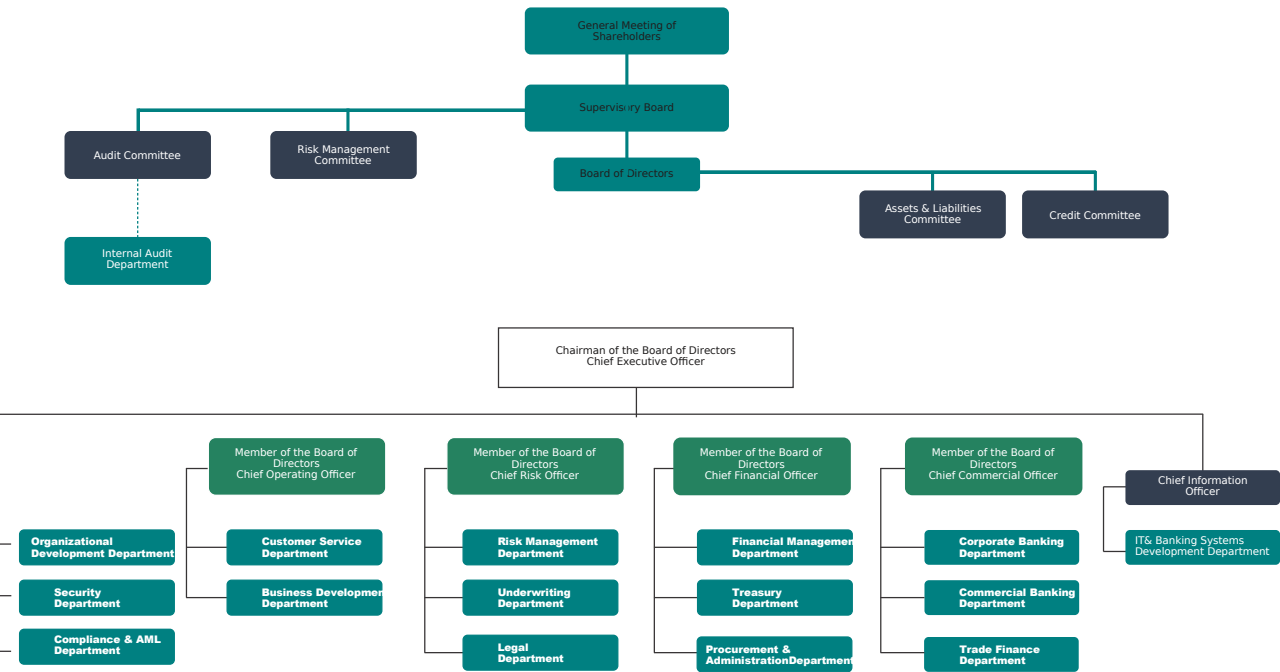 General Meeting of
Shareholders
Supervisory Board
Audit Committee
Risk Management
Committee
Board of Directors
Assets & Liabilities
Committee
Credit Committee
Internal Audit
Department
Chairman of the Board of Directors
Chief Executive Officer
Member of the Board of
Directors
Chief Operating Officer
Member of the Board of
Directors
Chief Risk Officer
Member of the Board of
Directors
Chief Financial Officer
Member of the Board of
Directors
Chief Commercial Officer
Chief Information
Officer
Organizational
Development Department
Customer Service
Department
Risk Management
Department
Financial Managemen
Department
Corporate Banking
Department
IT& Banking Systems
Development Department
Security
Department
Business Developmen
Department
Underwriting
Department
Treasury
Department
Commercial Banking
Department
Compliance & AML
Department
Legal
Department
Procurement &
AdministrationDepartment
Trade Finance
Department